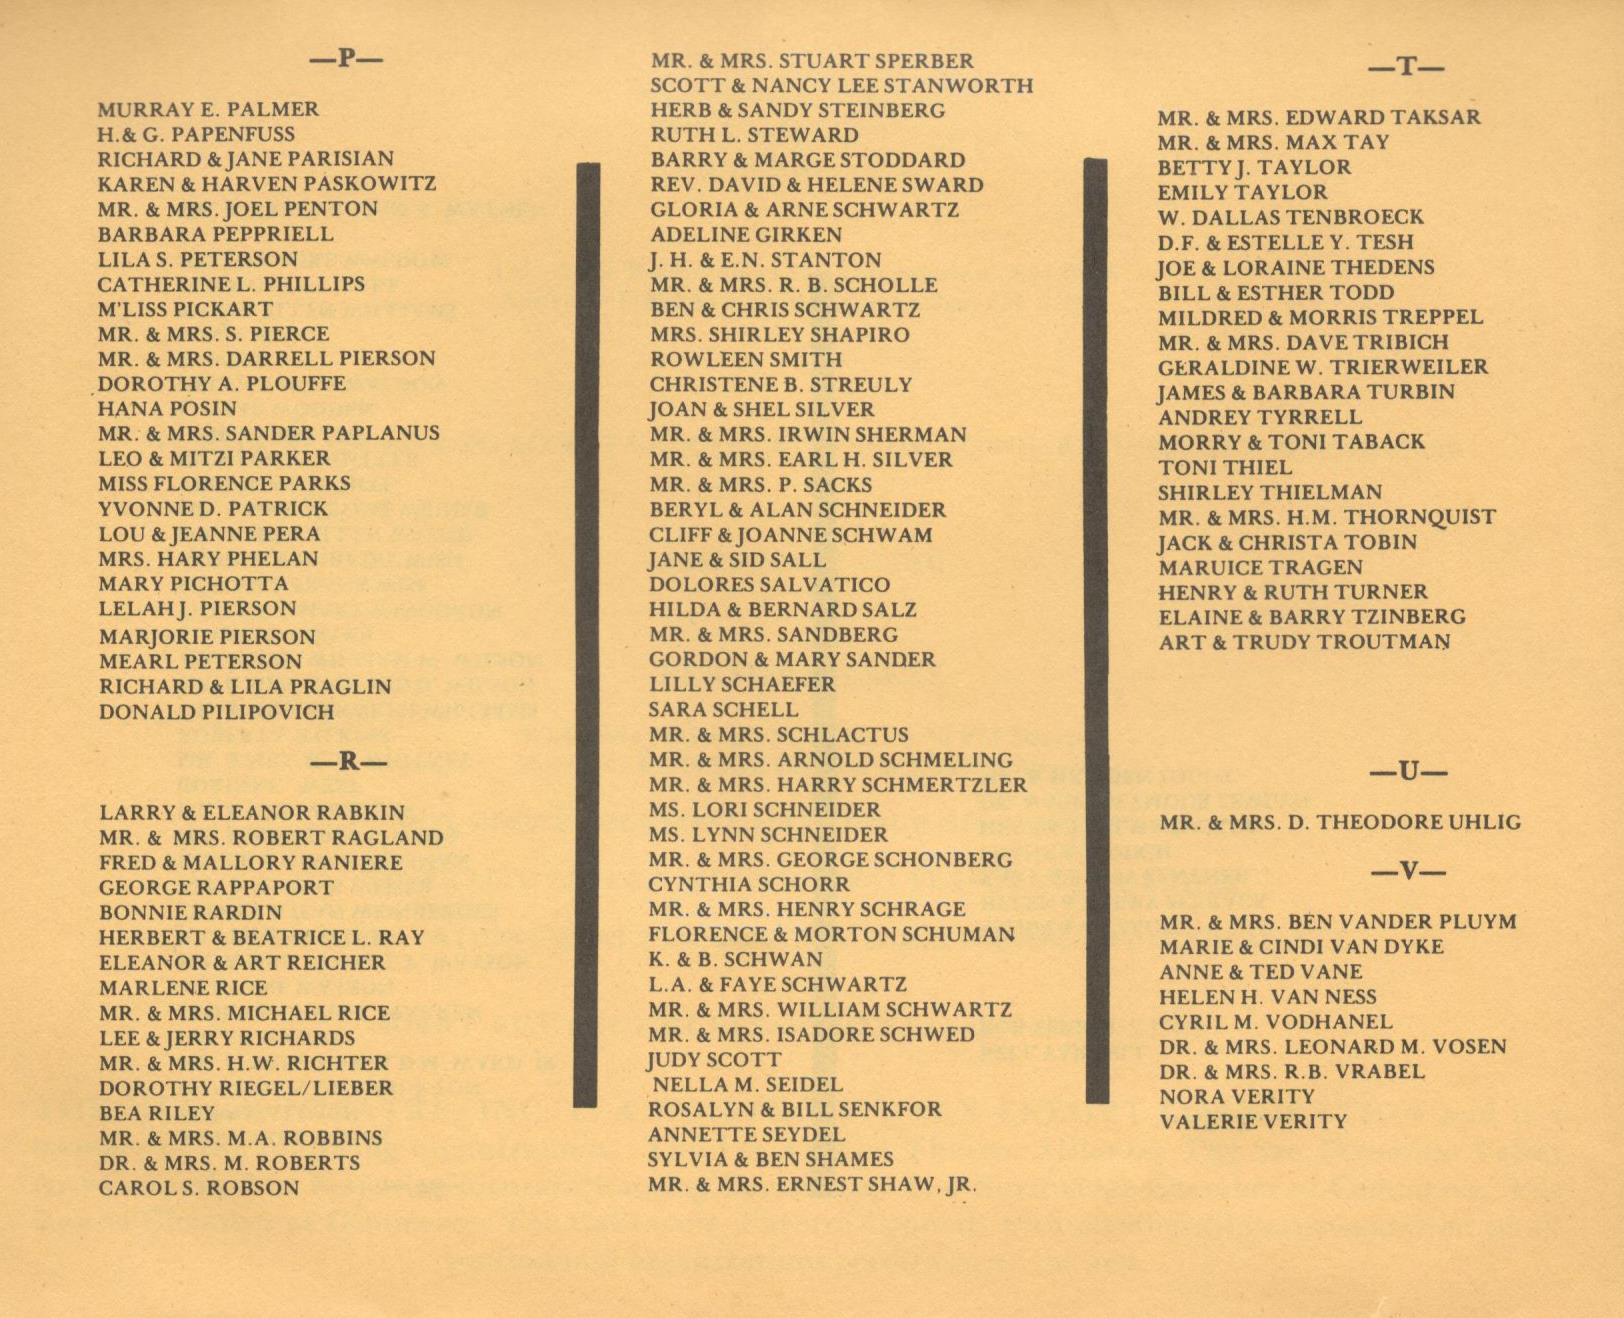 —P—
MURRAY E. PALMER
H.& G. PAPENFUSS
RICHARD & JANE PARISIAN
KAREN & HARVEN PASKOWITZ
MR. & MRS. JOEL PENTON
BARBARA PEPPRIELL
LILA S. PETERSON
CATHERINE L. PHILLIPS
M'LISS PICKART
MR. & MRS. S. PIERCE
MR. & MRS. DARRELL PIERSON
DOROTHY A. PLOUFFE
HANA POSIN
MR. & MRS. SANDER PAPLANUS
LEO & MITZI PARKER
MISS FLORENCE PARKS
YVONNE D. PATRICK
LOU & JEANNE PERA
MRS. HARY PHELAN
MARY PICHOTTA
LELAH J. PIERSON
MARJORIE PIERSON
MEARL PETERSON
RICHARD & LILA PRAGLIN
DONALD PILIPOVICH
—R—
LARRY & ELEANOR RABKIN
MR. & MRS. ROBERT RAGLAND
FRED & MALLORY RANIERE
GEORGE RAPPAPORT
BONNIE RARDIN
HERBERT & BEATRICE L. RAY
ELEANOR & ART REICHER
MARLENE RICE
MR. & MRS. MICHAEL RICE
LEE & JERRY RICHARDS
MR. & MRS. H.W. RICHTER
DOROTHY RIEGEL/LIEBER
BEA RILEY
MR. & MRS. M.A. ROBBINS
DR. & MRS. M. ROBERTS
CAROL S. ROBSON
MR. & MRS. STUART SPERBER
SCOTT & NANCY LEE STANWORTH
HERB & SANDY STEINBERG
RUTH L. STEWARD
BARRY & MARGE STODDARD
REV. DAVID & HELENE SWARD
GLORIA & ARNE SCHWARTZ
ADELINE GIRKEN
J. H. & E.N. STANTON
MR. & MRS. R. B. SCHOLLE
BEN & CHRIS SCHWARTZ
MRS. SHIRLEY SHAPIRO
ROWLEEN SMITH
CHRISTENE B. STREULY
JOAN & SHEL SILVER
MR. & MRS. IRWIN SHERMAN
MR. & MRS. EARL H. SILVER
MR. & MRS. P. SACKS
BERYL & ALAN SCHNEIDER
CLIFF & JOANNE SCHWAM
JANE & SID SALL
DOLORES SALVATICO
HILDA & BERNARD SALZ
MR. & MRS. SANDBERG
GORDON & MARY SANDER
LILLY SCHAEFER
SARA SCHELL
MR. & MRS. SCHLACTUS
MR. & MRS. ARNOLD SCHMELING
MR. & MRS. HARRY SCHMERTZLER
MS. LORI SCHNEIDER
MS. LYNN SCHNEIDER
MR. & MRS. GEORGE SCHONBERG
CYNTHIA SCHORR
MR. & MRS. HENRY SCHRAGE
FLORENCE & MORTON SCHUMAN
K. & B. SCHWAN
L.A. & FAYE SCHWARTZ
MR. & MRS. WILLIAM SCHWARTZ
MR. & MRS. ISADORE SCHWED
JUDY SCOTT
NELLA M. SEIDEL
ROSALYN & BILL SENKFOR
ANNETTE SEYDEL
SYLVIA & BEN SHAMES
MR. & MRS. ERNEST SHAW, JR.
—T—
MR. & MRS. EDWARD TAKSAR
MR. & MRS. MAX TAY
BETTY J. TAYLOR
EMILY TAYLOR
W. DALLAS TENBROECK
D.F. & ESTELLE Y. TESH
JOE & LORAINE THEDENS
BILL & ESTHER TODD
MILDRED & MORRIS TREPPEL
MR. & MRS. DAVE TRIBICH
GERALDINE W. TRIERWEILER
JAMES & BARBARA TURBIN
ANDREY TYRRELL
MORRY & TONI TABACK
TONI THIEL
SHIRLEY THIELMAN
MR. & MRS. H.M. THORNQUIST
JACK & CHRISTA TOBIN
MARUICE TRAGEN
HENRY & RUTH TURNER
ELAINE & BARRY TZINBERG
ART & TRUDY TROUTMAN
—U—
MR. & MRS. D. THEODORE UHLIG
—V—
MR. & MRS. BEN VANDER PLUYM
MARIE & CINDI VAN DYKE
ANNE & TED VANE
HELEN H. VAN NESS
CYRIL M. VODHANEL
DR. & MRS. LEONARD M. VOSEN
DR. & MRS. R.B. VRABEL
NORA VERITY
VALERIE VERITY